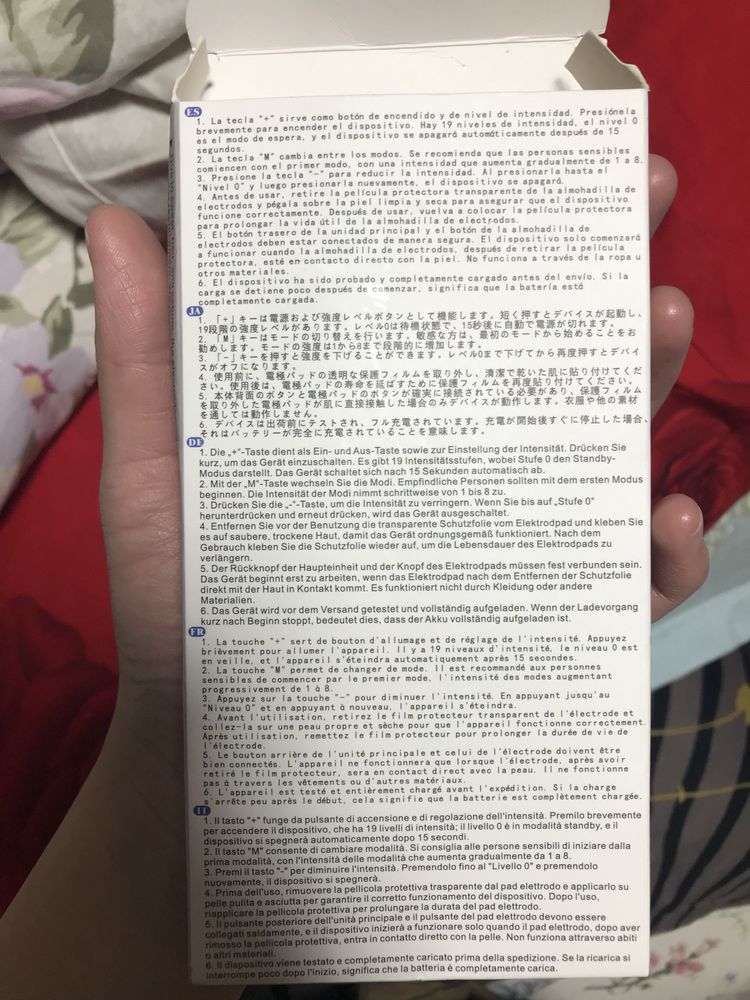 ES
1. La tecla "+" sirve como botón de encendido y de nivel de intensidad. Presiónela
brevemente para encender el dispositivo. Hay 19 niveles de intensidad, el nivel 0
es el modo de espera, y el dispositivo se apagará automáticamente después de 15
segundos.
2. La tecla "M" cambia entre los modos. Se recomienda que las personas sensibles
comiencen con el primer modo, con una intensidad que aumenta gradualmente de 1 a 8.
3. Presione la tecla "-" para reducir la intensidad. Al presionarla hasta el
"Nivel 0" y luego presionarla nuevamente, el dispositivo se apagará.
4. Antes de usar, retire la película protectora transparente de la almohadilla de
electrodos y pégala sobre la piel limpia y seca para asegurar que el dispositivo
funcione correctamente. Después de usar, vuelva a colocar la película protectora
para prolongar la vida útil de la almohadilla de electrodos.
5. El botón trasero de la unidad principal y el botón de la almohadilla de
electrodos deben estar conectados de manera segura. El dispositivo solo comenzará
a funcionar cuando la almohadilla de electrodos, después de retirar la película
protectora, esté en contacto directo con la piel. No funciona a través de la ropa u
otros materiales.
6. El dispositivo ha sido probado y completamente cargado antes del envío. Si la
carga se detiene poco después de comenzar, significa que la batería está
completamente cargada.
JA
1. 「+」キーは電源および強度レベルボタンとして機能します。短く押すとデバイスが起動し、
19段階の強度レベルがあります。レベル0は待機状態で、15秒後に自動で電源が切れます。
2. 「M」キーはモードの切り替えを行います。敏感な方は、最初のモードから始めることをお
勧めします。モードの強度は1から8まで段階的に増加します。
3. 「-」キーを押すと強度を下げることができます。レベル0まで下げてから再度押すとデバイ
スがオフになります。
4. 使用前に、電極パッドの透明な保護フィルムを取り外し、清潔で乾いた肌に貼り付けてくだ
さい。使用後は、電極パッドの寿命を延ばすために保護フィルムを再度貼り付けてください。
5. 本体背面のボタンと電極パッドのボタンが確実に接続されている必要があり、保護フィルム
を取り外した電極パッドが肌に直接接触した場合のみデバイスが動作します。衣服や他の素材
を通しては動作しません。
6. デバイスは出荷前にテストされ、フル充電されています。充電が開始後すぐに停止した場合、
それはバッテリーが完全に充電されていることを意味します。
DE
1. Die „+"-Taste dient als Ein- und Aus-Taste sowie zur Einstellung der Intensität. Drücken Sie
kurz, um das Gerät einzuschalten. Es gibt 19 Intensitätsstufen, wobei Stufe 0 den Standby-
Modus darstellt. Das Gerät schaltet sich nach 15 Sekunden automatisch ab.
2. Mit der „M"-Taste wechseln Sie die Modi. Empfindliche Personen sollten mit dem ersten Modus
beginnen. Die Intensität der Modi nimmt schrittweise von 1 bis 8 zu.
3. Drücken Sie die „-"-Taste, um die Intensität zu verringern. Wenn Sie bis auf „Stufe 0"
herunterdrücken und erneut drücken, wird das Gerät ausgeschaltet.
4. Entfernen Sie vor der Benutzung die transparente Schutzfolie vom Elektrodpad und kleben Sie
es auf saubere, trockene Haut, damit das Gerät ordnungsgemäß funktioniert. Nach dem
Gebrauch kleben Sie die Schutzfolie wieder auf, um die Lebensdauer des Elektrodpads zu
verlängern.
5. Der Rückknopf der Haupteinheit und der Knopf des Elektrodpads müssen fest verbunden sein.
Das Gerät beginnt erst zu arbeiten, wenn das Elektrodpad nach dem Entfernen der Schutzfolie
direkt mit der Haut in Kontakt kommt. Es funktioniert nicht durch Kleidung oder andere
Materialien.
6. Das Gerät wird vor dem Versand getestet und vollständig aufgeladen. Wenn der Ladevorgang
kurz nach Beginn stoppt, bedeutet dies, dass der Akku vollständig aufgeladen ist.
FR
1. La touche "+" sert de bouton d'allumage et de réglage de l'intensité. Appuyez
brièvement pour allumer l'appareil. Il y a 19 niveaux d'intensité, le niveau 0 est
en veille, et l'appareil s'éteindra automatiquement après 15 secondes.
2. La touche "M" permet de changer de mode. Il est recommandé aux personnes
sensibles de commencer par le premier mode, l'intensité des modes augmentant
progressivement de 1 à 8.
3. Appuyez sur la touche "-" pour diminuer l'intensité. En appuyant jusqu'au
"Niveau 0" et en appuyant à nouveau, l'appareil s'éteindra.
4. Avant l'utilisation, retirez le film protecteur transparent de l'électrode et
collez-la sur une peau propre et sèche pour que l'appareil fonctionne correctement.
Après utilisation, remettez le film protecteur pour prolonger la durée de vie de
l'électrode.
5. Le bouton arrière de l'unité principale et celui de l'électrode doivent être
bien connectés. L'appareil ne fonctionnera que lorsque l'électrode, après avoir
retiré le film protecteur, sera en contact direct avec la peau. Il ne fonctionne
pas à travers les vêtements ou d'autres matériaux.
6. L'appareil est testé et entièrement chargé avant l'expédition. Si la charge
s'arrête peu après le début, cela signifie que la batterie est complètement chargée.
IT
1. Il tasto "+" funge da pulsante di accensione e di regolazione dell'intensità. Premilo brevemente
per accendere il dispositivo, che ha 19 livelli di intensità; il livello 0 è in modalità standby, e il
dispositivo si spegnerà automaticamente dopo 15 secondi.
2. Il tasto "M" consente di cambiare modalità. Si consiglia alle persone sensibili di iniziare dalla
prima modalità, con l'intensità delle modalità che aumenta gradualmente da 1 a 8.
3. Premi il tasto "-" per diminuire l'intensità. Premendolo fino al "Livello 0" e premendolo
nuovamente, il dispositivo si spegnerà.
4. Prima dell'uso, rimuovere la pellicola protettiva trasparente dal pad elettrodo e applicarlo su
pelle pulita e asciutta per garantire il corretto funzionamento del dispositivo. Dopo l'uso,
riapplicare la pellicola protettiva per prolungare la durata del pad elettrodo.
5. Il pulsante posteriore dell'unità principale e il pulsante del pad elettrodo devono essere
collegati saldamente, e il dispositivo inizierà a funzionare solo quando il pad elettrodo, dopo aver
rimosso la pellicola protettiva, entra in contatto diretto con la pelle. Non funziona attraverso abiti
o altri materiali.
6. Il dispositivo viene testato e completamente caricato prima della spedizione. Se la ricarica si
interrompe poco dopo l'inizio, significa che la batteria è completamente carica.